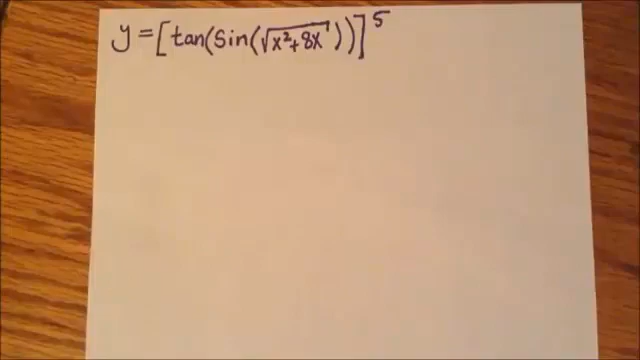 y = [tan(sin(√x²+8x))]⁵